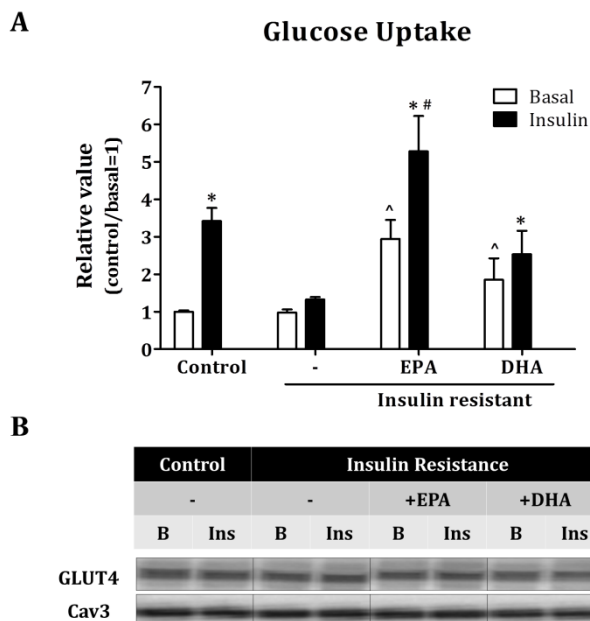 A
Glucose Uptake
Relative value
(control/basal=1)
7
6
5
4
3
2
1
0
Basal
Insulin
*
^
* #
^
*
Control
-
EPA
DHA
Insulin resistant
B
Control
Insulin Resistance
-
-
+EPA
+DHA
B Ins B Ins B Ins B Ins
GLUT4
Cav3